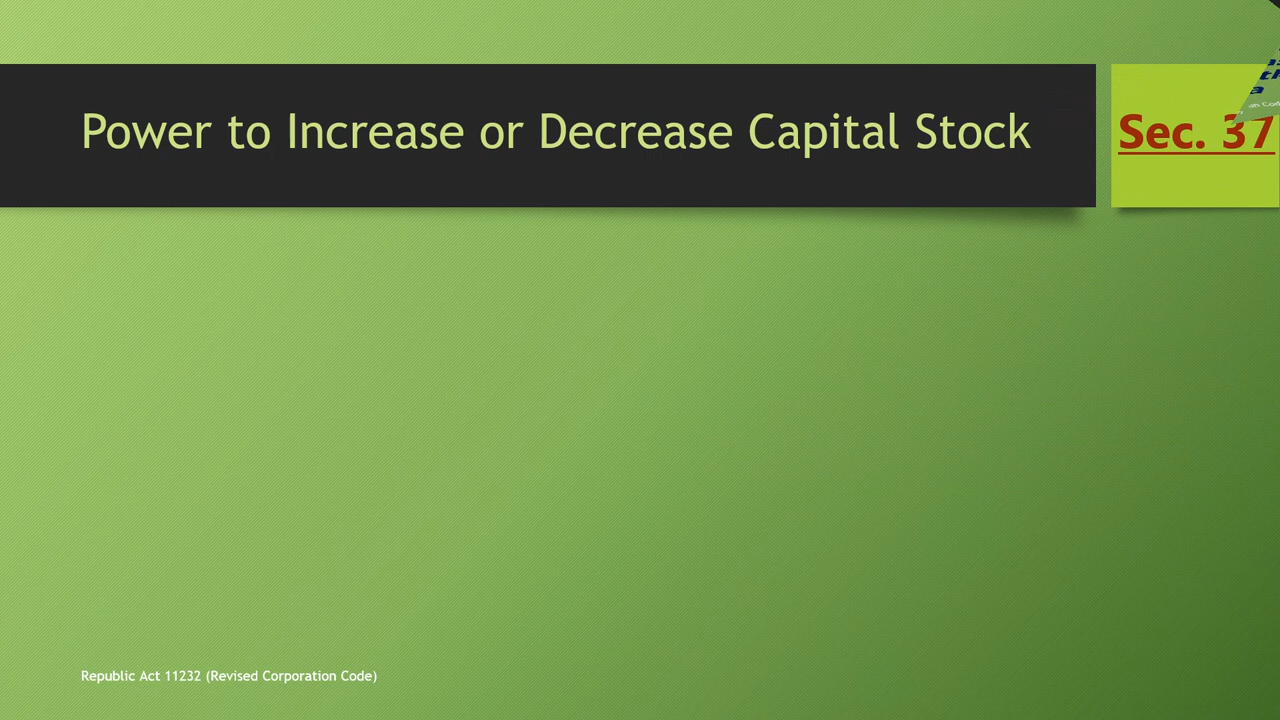 Power to Increase or Decrease Capital Stock
Sec. 37
Republic Act 11232 (Revised Corporation Code)